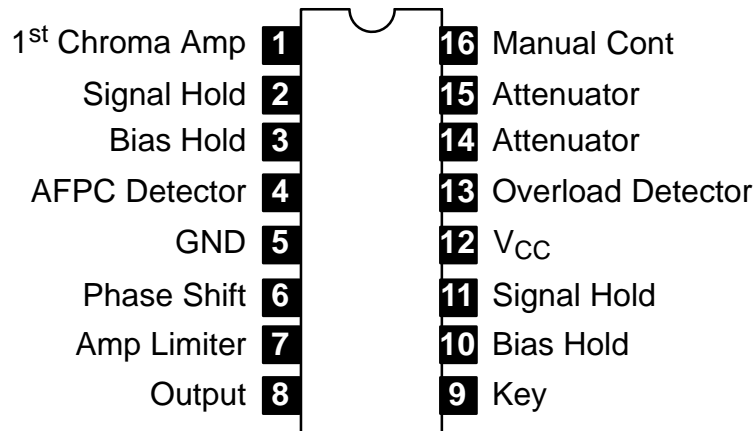 1st Chroma Amp 1 16 Manual Cont
Signal Hold 2 15 Attenuator
Bias Hold 3 14 Attenuator
AFPC Detector 4 13 Overload Detector
GND 5 12 VCC
Phase Shift 6 11 Signal Hold
Amp Limiter 7 10 Bias Hold
Output 8 9 Key